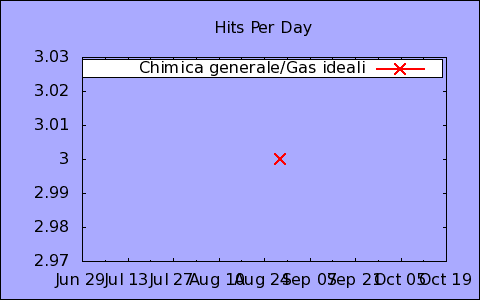 Hits Per Day
3.03
Chimica generale/Gas ideali
3.02
3.01
3
2.99
2.98
2.97
Jun 29 Jul 13 Jul 27 Aug 10 Aug 24 Sep 07 Sep 21 Oct 05 Oct 19